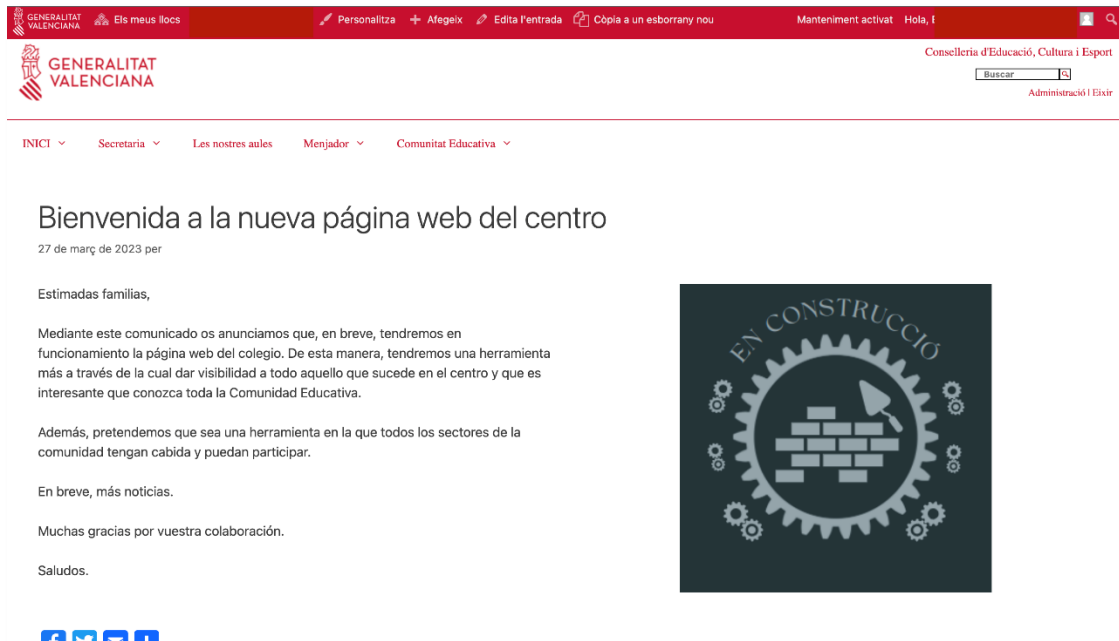 GENERALITAT
VALENCIANA
Els meus llocs
Personalitza
Afegeix
Edita l'entrada
Còpia a un esborrany nou
Manteniment activat
Hola,
GENERALITAT
VALENCIANA
Conselleria d'Educació, Cultura i Esport
Buscar
Administració | Eixir
INICI
Secretaria
Les nostres aules
Menjador
Comunitat Educativa
Bienvenida a la nueva página web del centro
27 de març de 2023 per
Estimadas familias,
Mediante este comunicado os anunciamos que, en breve, tendremos en
funcionamiento la página web del colegio. De esta manera, tendremos una herramienta
más a través de la cual dar visibilidad a todo aquello que sucede en el centro y que es
interesante que conozca toda la Comunidad Educativa.
Además, pretendemos que sea una herramienta en la que todos los sectores de la
comunidad tengan cabida y puedan participar.
En breve, más noticias.
Muchas gracias por vuestra colaboración.
Saludos.
EN CONSTRUCCIÓ